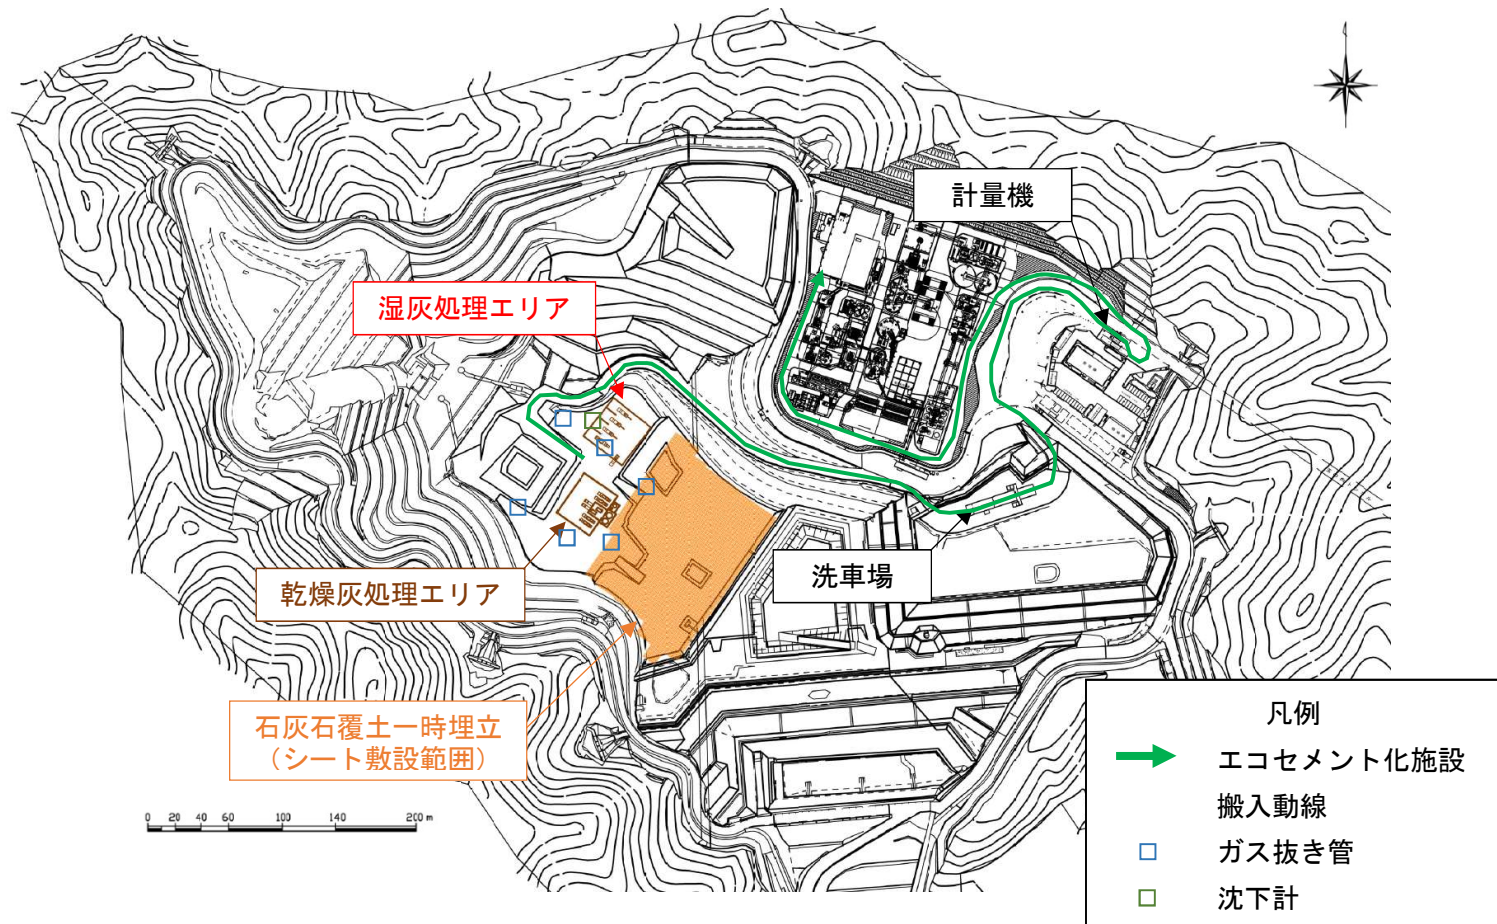 計量機
湿灰処理エリア
洗車場
乾燥灰処理エリア
石灰石覆土一時埋立
（シート敷設範囲）
0 20 40 60 100 140 200 m
凡例
エコセメント化施設
搬入動線
ガス抜き管
沈下計